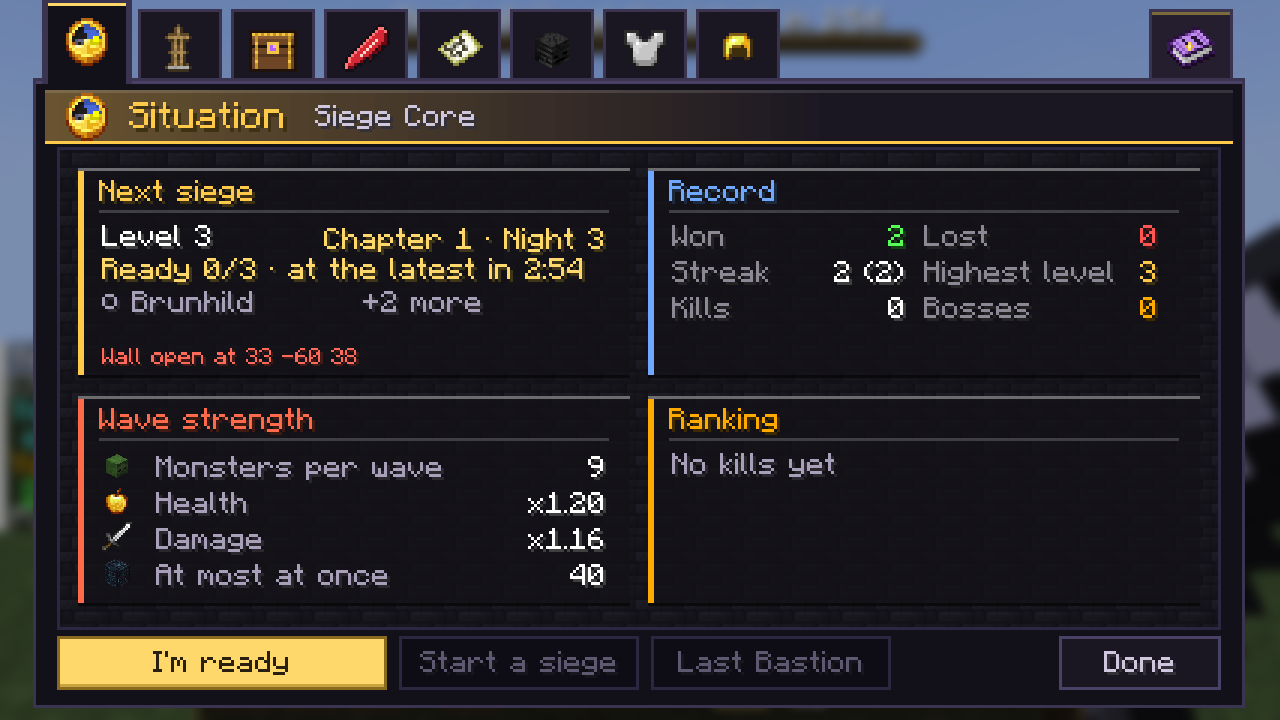 Situation Siege Core
Next siege
Level 3 Chapter 1 · Night 3
Ready 0/3 · at the latest in 2:54
o Brunhild +2 more
Wall open at 33 -60 38
Record
Won 2 Lost 0
Streak 2 (2) Highest level 3
Kills 0 Bosses 0
Wave strength
Monsters per wave 9
Health x1.20
Damage x1.16
At most at once 40
Ranking
No kills yet
I'm ready Start a siege Last Bastion Done